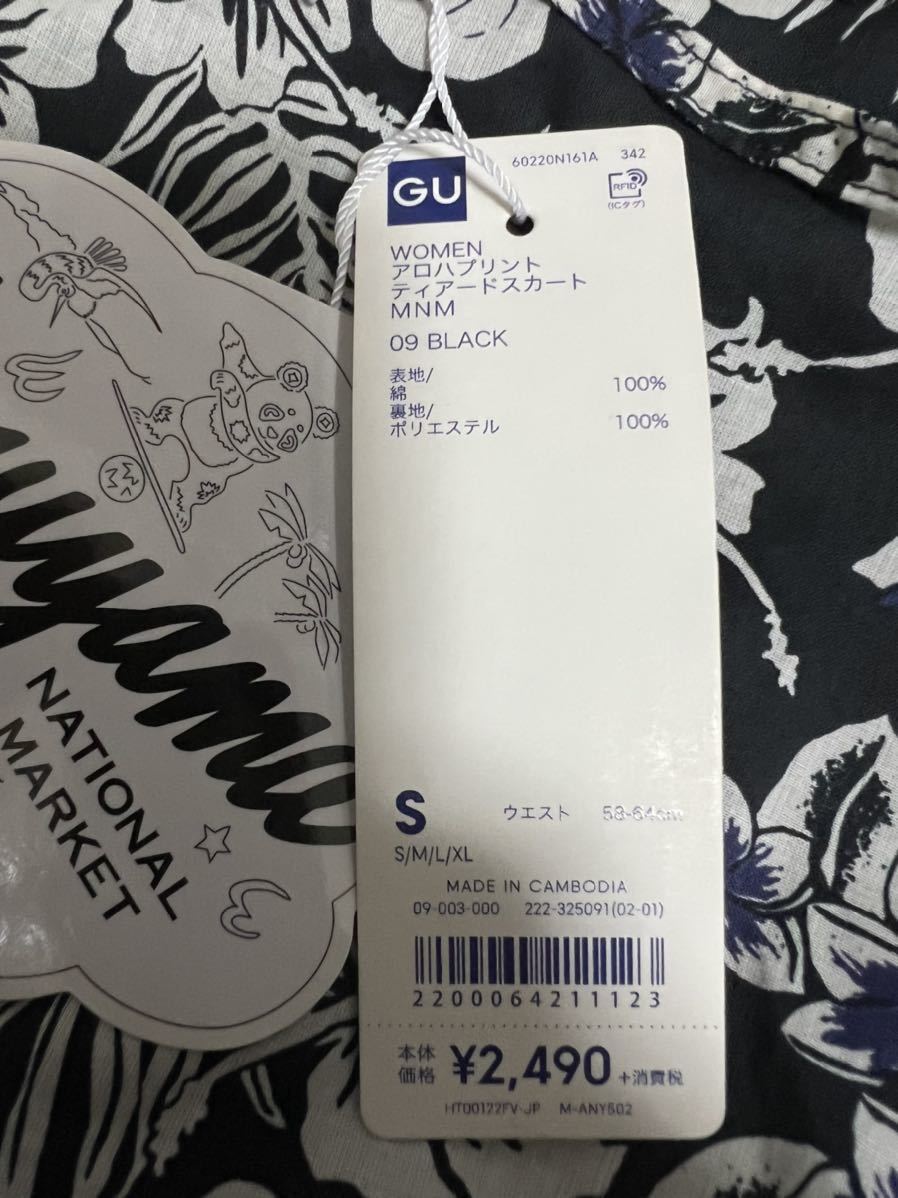 GU
60220N161A 342
RFID
(ICタグ)
WOMEN
アロハプリント
ティアードスカート
MNM
09 BLACK
表地/
綿 100%
裏地/
ポリエステル 100%
S ウエスト 58-64cm
S/M/L/XL
MADE IN CAMBODIA
09-003-000 222-325091(02-01)
2200064211123
本体
価格 ¥2,490 +消費税
HT00122FV-JP M-ANY502
NATIONAL
MARKET